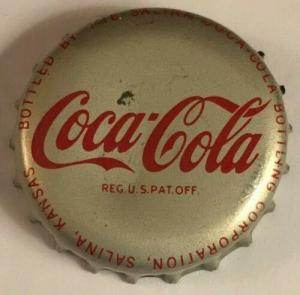 Coca-Cola
REG. U.S. PAT. OFF.
BOTTLED BY SALINA COCA-COLA BOTTLING CORPORATION, SALINA, KANSAS